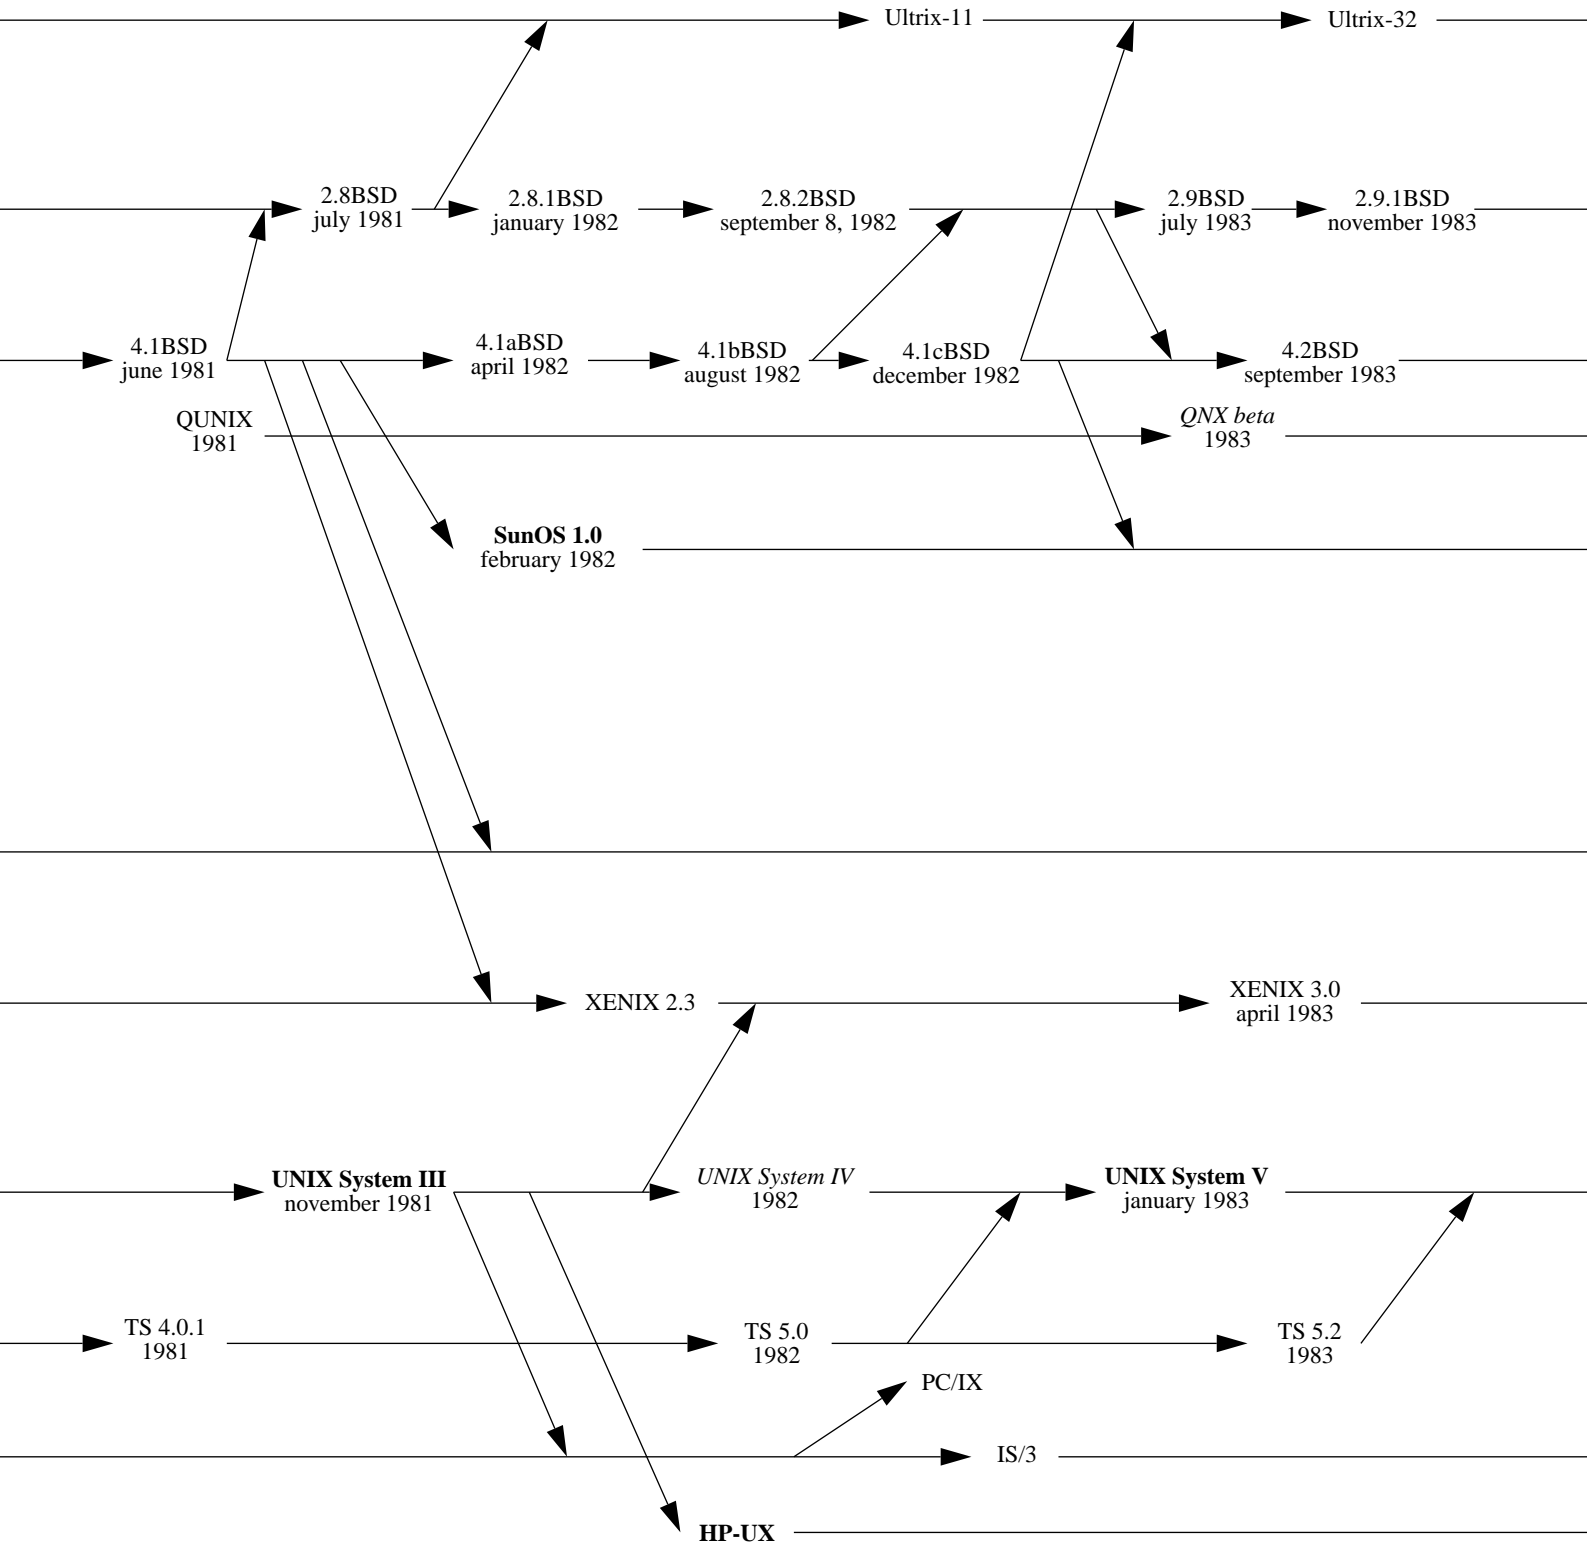 Ultrix-11
Ultrix-32
2.8BSD
july 1981
2.8.1BSD
january 1982
2.8.2BSD
september 8, 1982
2.9BSD
july 1983
2.9.1BSD
november 1983
4.1BSD
june 1981
4.1aBSD
april 1982
4.1bBSD
august 1982
4.1cBSD
december 1982
4.2BSD
september 1983
QUNIX
1981
QNX beta
1983
SunOS 1.0
february 1982
XENIX 2.3
XENIX 3.0
april 1983
UNIX System III
november 1981
UNIX System IV
1982
UNIX System V
january 1983
TS 4.0.1
1981
TS 5.0
1982
TS 5.2
1983
PC/IX
IS/3
HP-UX